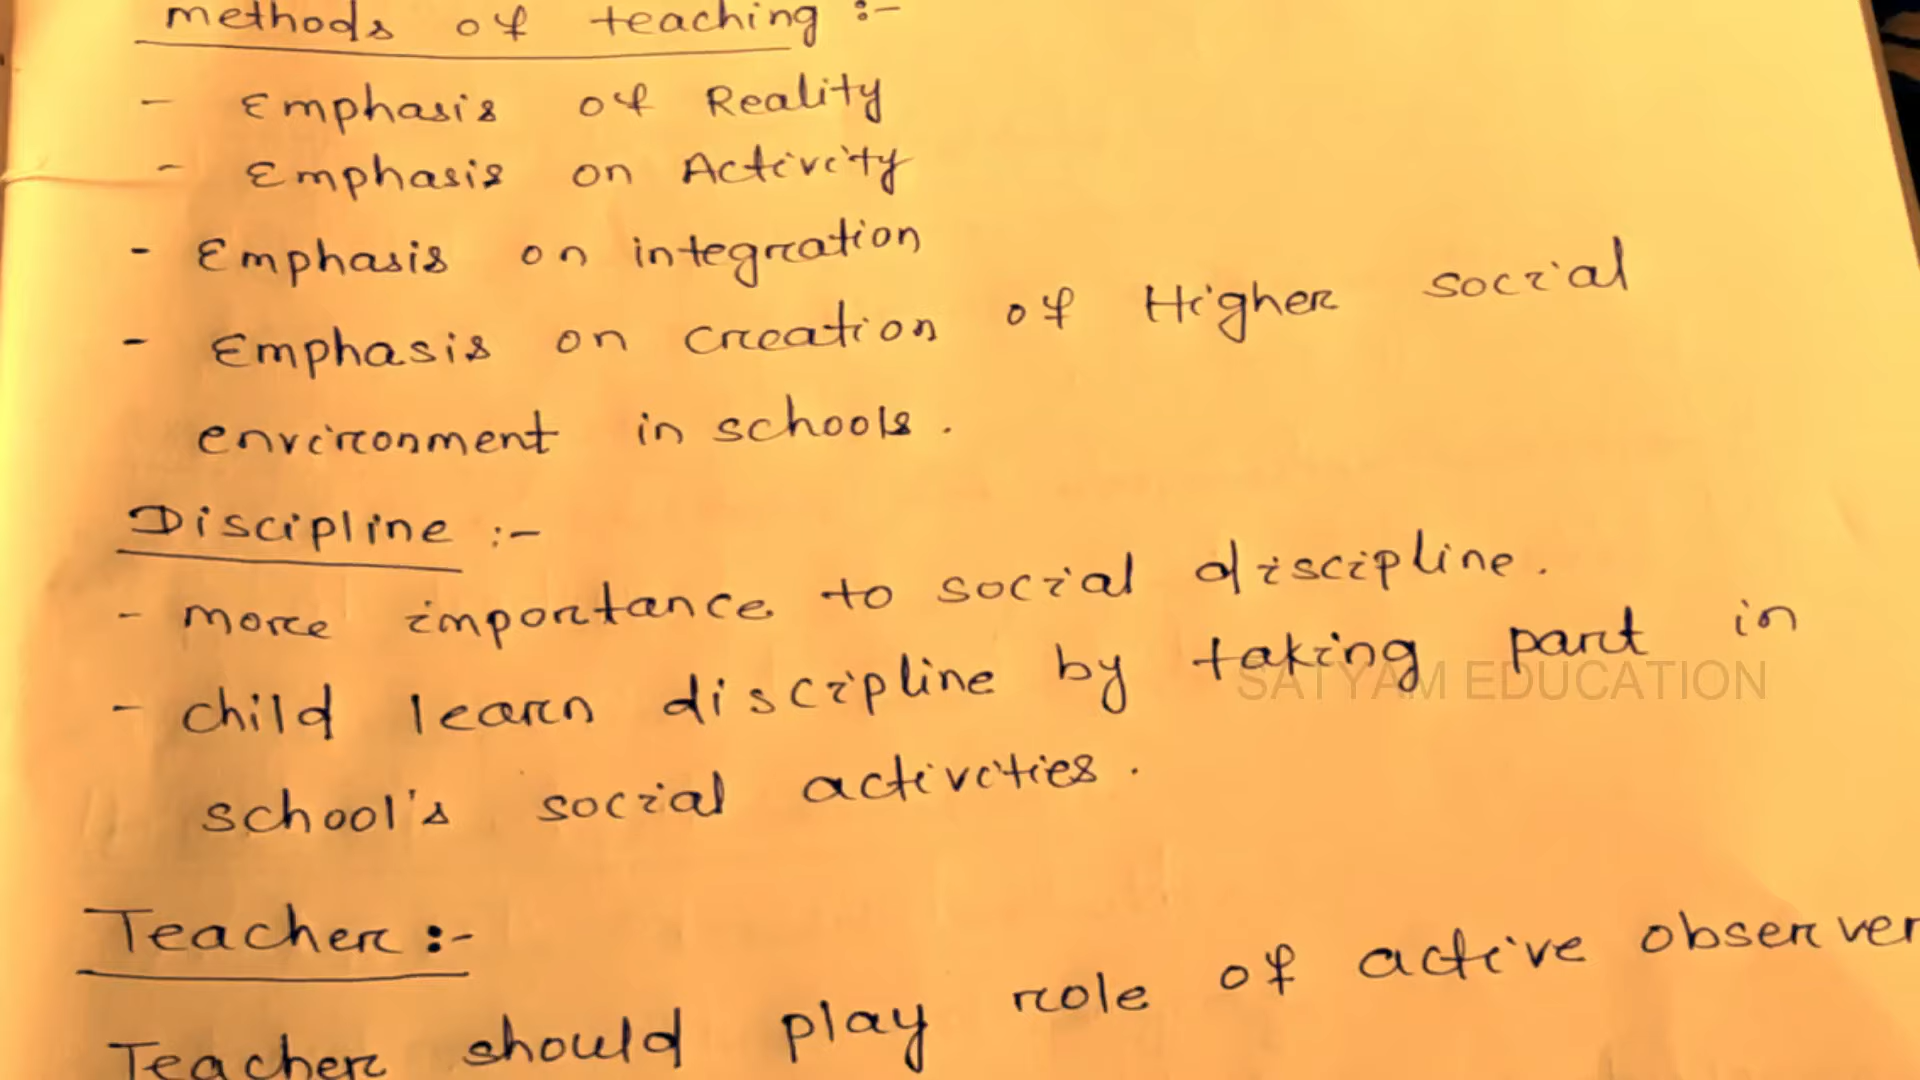 methods of teaching :-
- Emphasis of Reality
- Emphasis on Activity
- Emphasis on integration
- Emphasis on creation of Higher social
environment in schools.
Discipline :-
- more importance to social discipline.
- child learn discipline by taking part in
school's social activities.
SATYAM EDUCATION
Teacher :-
Teacher should play role of active observer